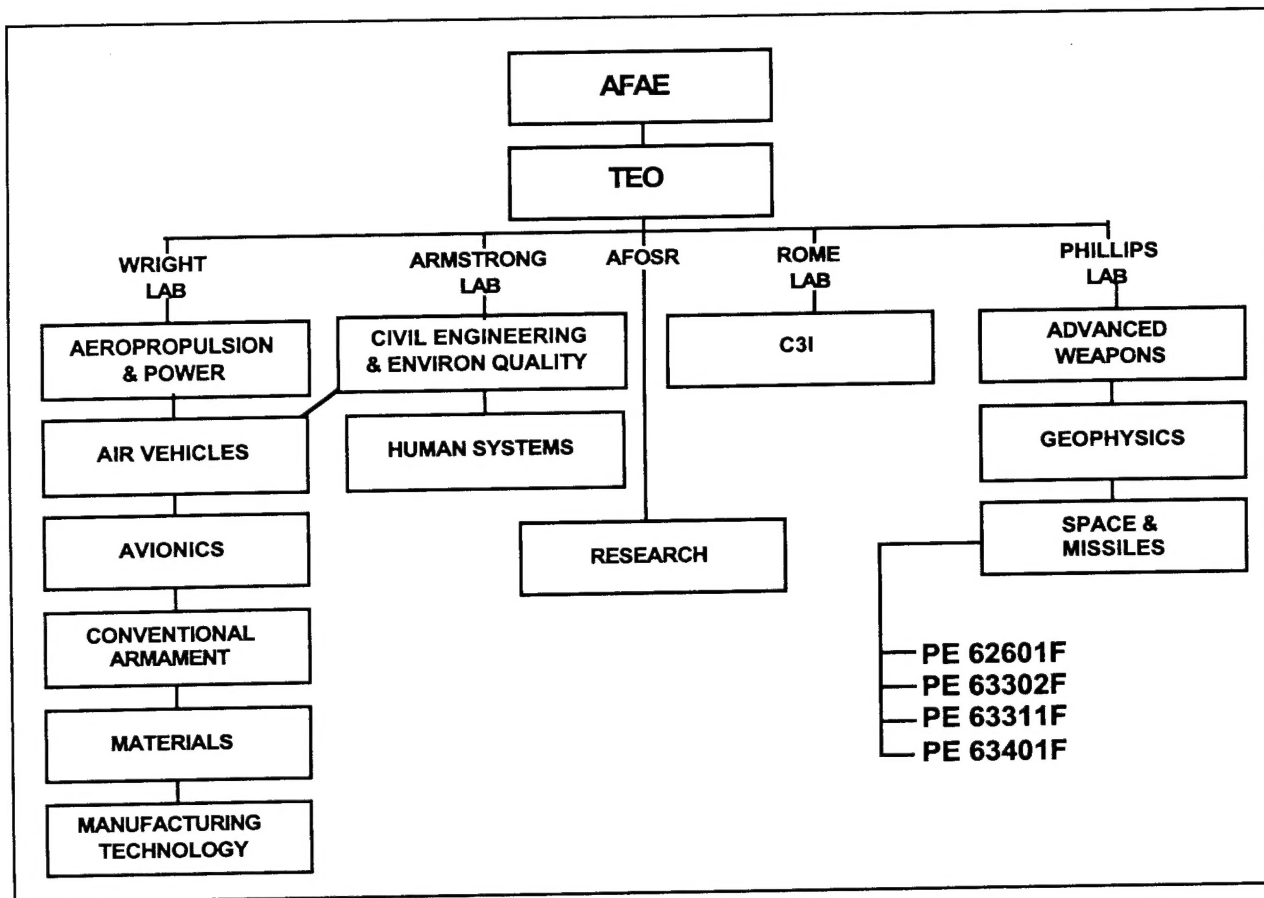 AFAE
TEO
WRIGHT
LAB
ARMSTRONG
LAB
AFOSR
ROME
LAB
PHILLIPS
LAB
AEROPROPULSION
& POWER
AIR VEHICLES
AVIONICS
CONVENTIONAL
ARMAMENT
MATERIALS
MANUFACTURING
TECHNOLOGY
CIVIL ENGINEERING
& ENVIRON QUALITY
HUMAN SYSTEMS
RESEARCH
C3I
ADVANCED
WEAPONS
GEOPHYSICS
SPACE &
MISSILES
PE 62601F
PE 63302F
PE 63311F
PE 63401F